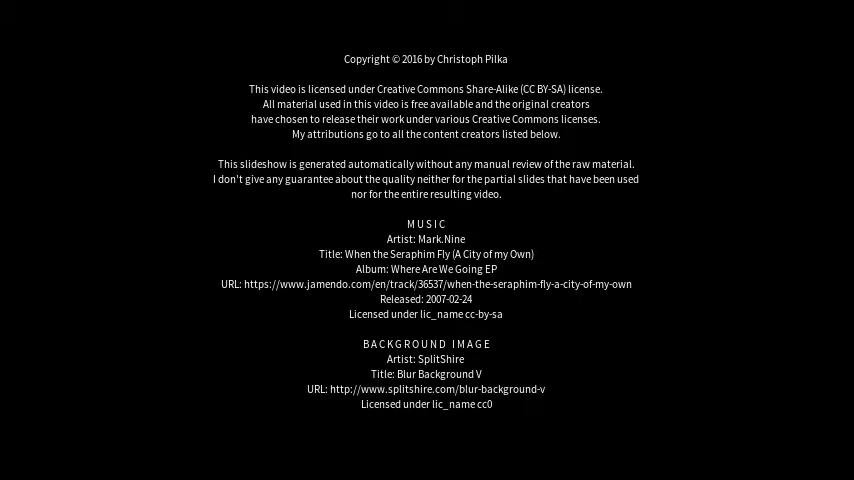 Copyright © 2016 by Christoph Pilka
This video is licensed under Creative Commons Share-Alike (CC BY-SA) license.
All material used in this video is free available and the original creators
have chosen to release their work under various Creative Commons licenses.
My attributions go to all the content creators listed below.
This slideshow is generated automatically without any manual review of the raw material.
I don't give any guarantee about the quality neither for the partial slides that have been used
nor for the entire resulting video.
M U S I C
Artist: Mark.Nine
Title: When the Seraphim Fly (A City of my Own)
Album: Where Are We Going EP
URL: https://www.jamendo.com/en/track/36537/when-the-seraphim-fly-a-city-of-my-own
Released: 2007-02-24
Licensed under lic_name cc-by-sa
B A C K G R O U N D   I M A G E
Artist: SplitShire
Title: Blur Background V
URL: http://www.splitshire.com/blur-background-v
Licensed under lic_name cc0